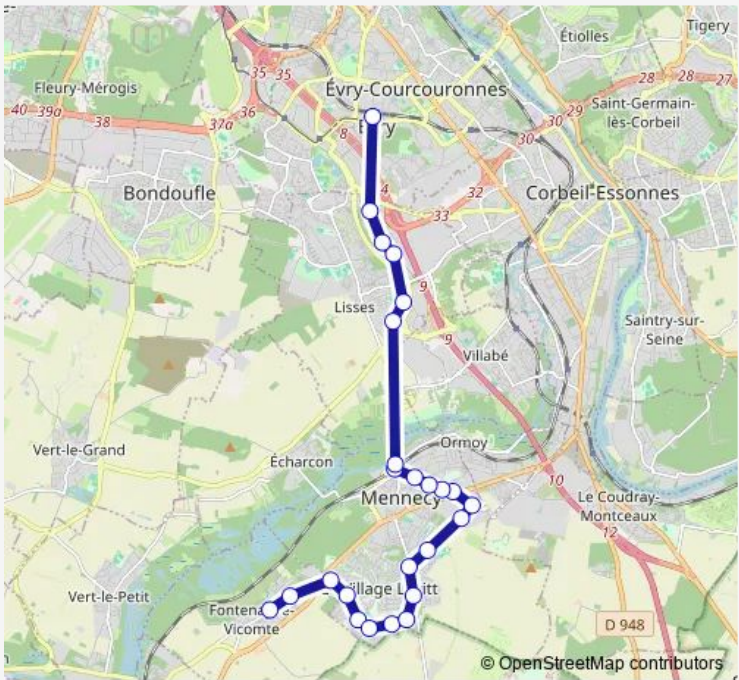 Tigery
Étiolles
35 35
28 28 27
Fleury-Mérogis
36
Évry-Courcouronnes
Saint-Germain-
lès-Corbeil
40 39a 38 37a
8
29
30
30
4
32
Bondoufle
Corbeil-Essonnes
33
9
Lisses
Saintry-sur-
Seine
9
Villabé
Vert-le-Grand
Écharcon
Ormoy
10
Mennecy
Le Coudray-
Montceaux
12
Vert-le-Petit
Vicomte
D 948
© OpenStreetMap contributors